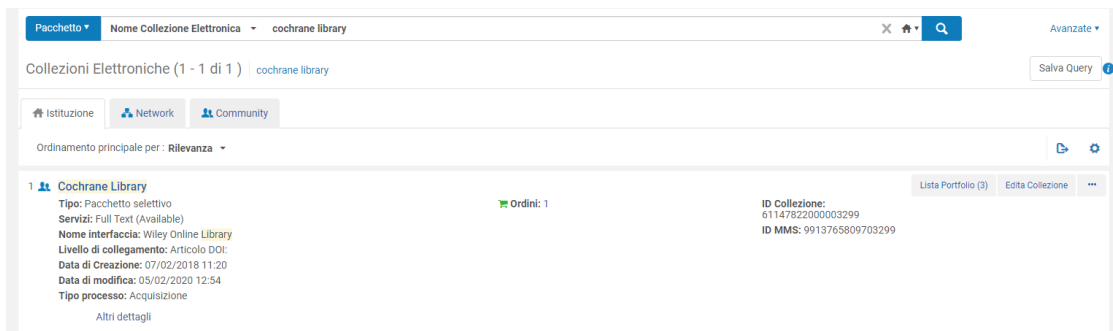 Pacchetto Nome Collezione Elettronica cochrane library Avanzate
Collezioni Elettroniche (1 - 1 di 1 ) cochrane library Salva Query
Istituzione Network Community
Ordinamento principale per : Rilevanza
1 Cochrane Library Lista Portfolio (3) Edita Collezione ...
Tipo: Pacchetto selettivo Ordini: 1 ID Collezione:
61147822000003299
Servizi: Full Text (Available)
ID MMS: 9913765809703299
Nome interfaccia: Wiley Online Library
Livello di collegamento: Articolo DOI:
Data di Creazione: 07/02/2018 11:20
Data di modifica: 05/02/2020 12:54
Tipo processo: Acquisizione
Altri dettagli